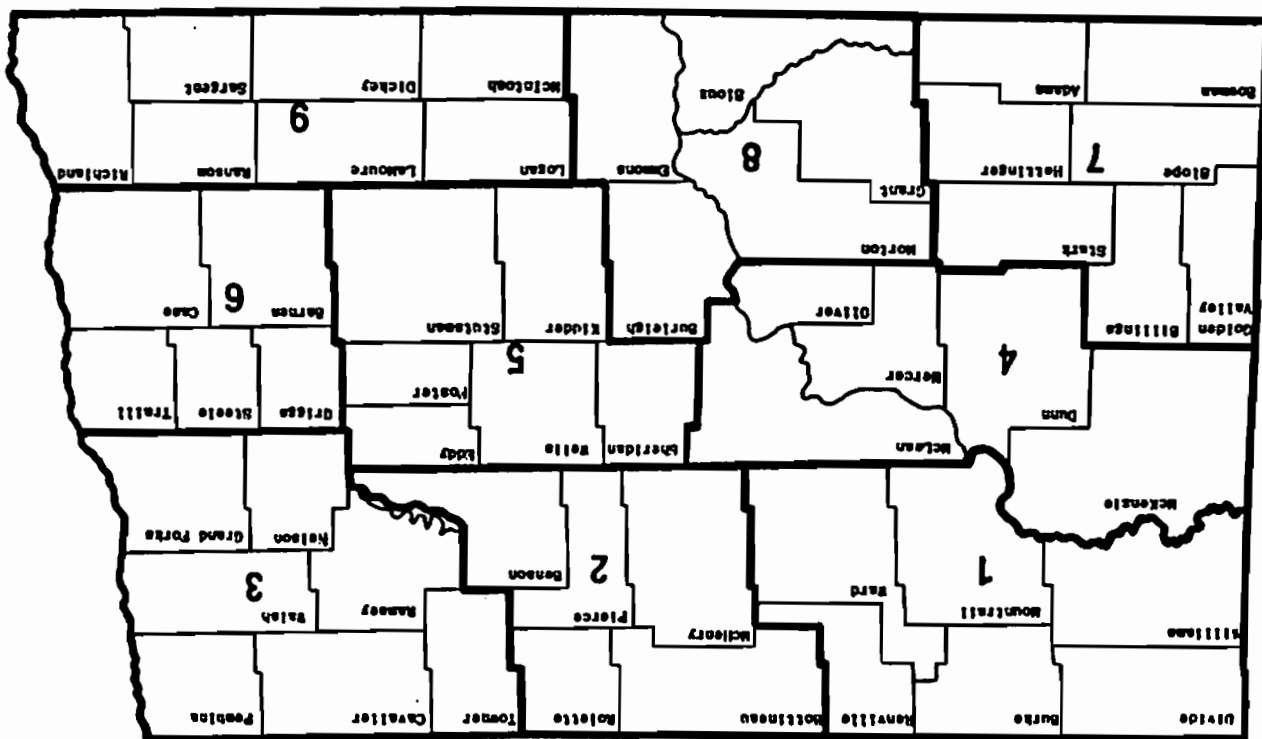 Divide
Burke
Renville
Bottineau
Rolette
Towner
Cavalier
Pembina
Williams
Mountrail
1
Ward
McHenry
Pierce
2
Benson
Ramsey
Walsh
3
McKenzie
Nelson
Grand Forks
Dunn
4
McLean
Mercer
Oliver
Sheridan
Wells
Eddy
Foster
5
Griggs
Steele
Traill
Golden
Valley
Billings
Burleigh
Kidder
Stutsman
Barnes
6
Cass
Stark
Slope
7
Hettinger
Morton
Grant
8
Emmons
Logan
LaMoure
9
Ransom
Richland
Bowman
Adams
Sioux
McIntosh
Dickey
Sargent